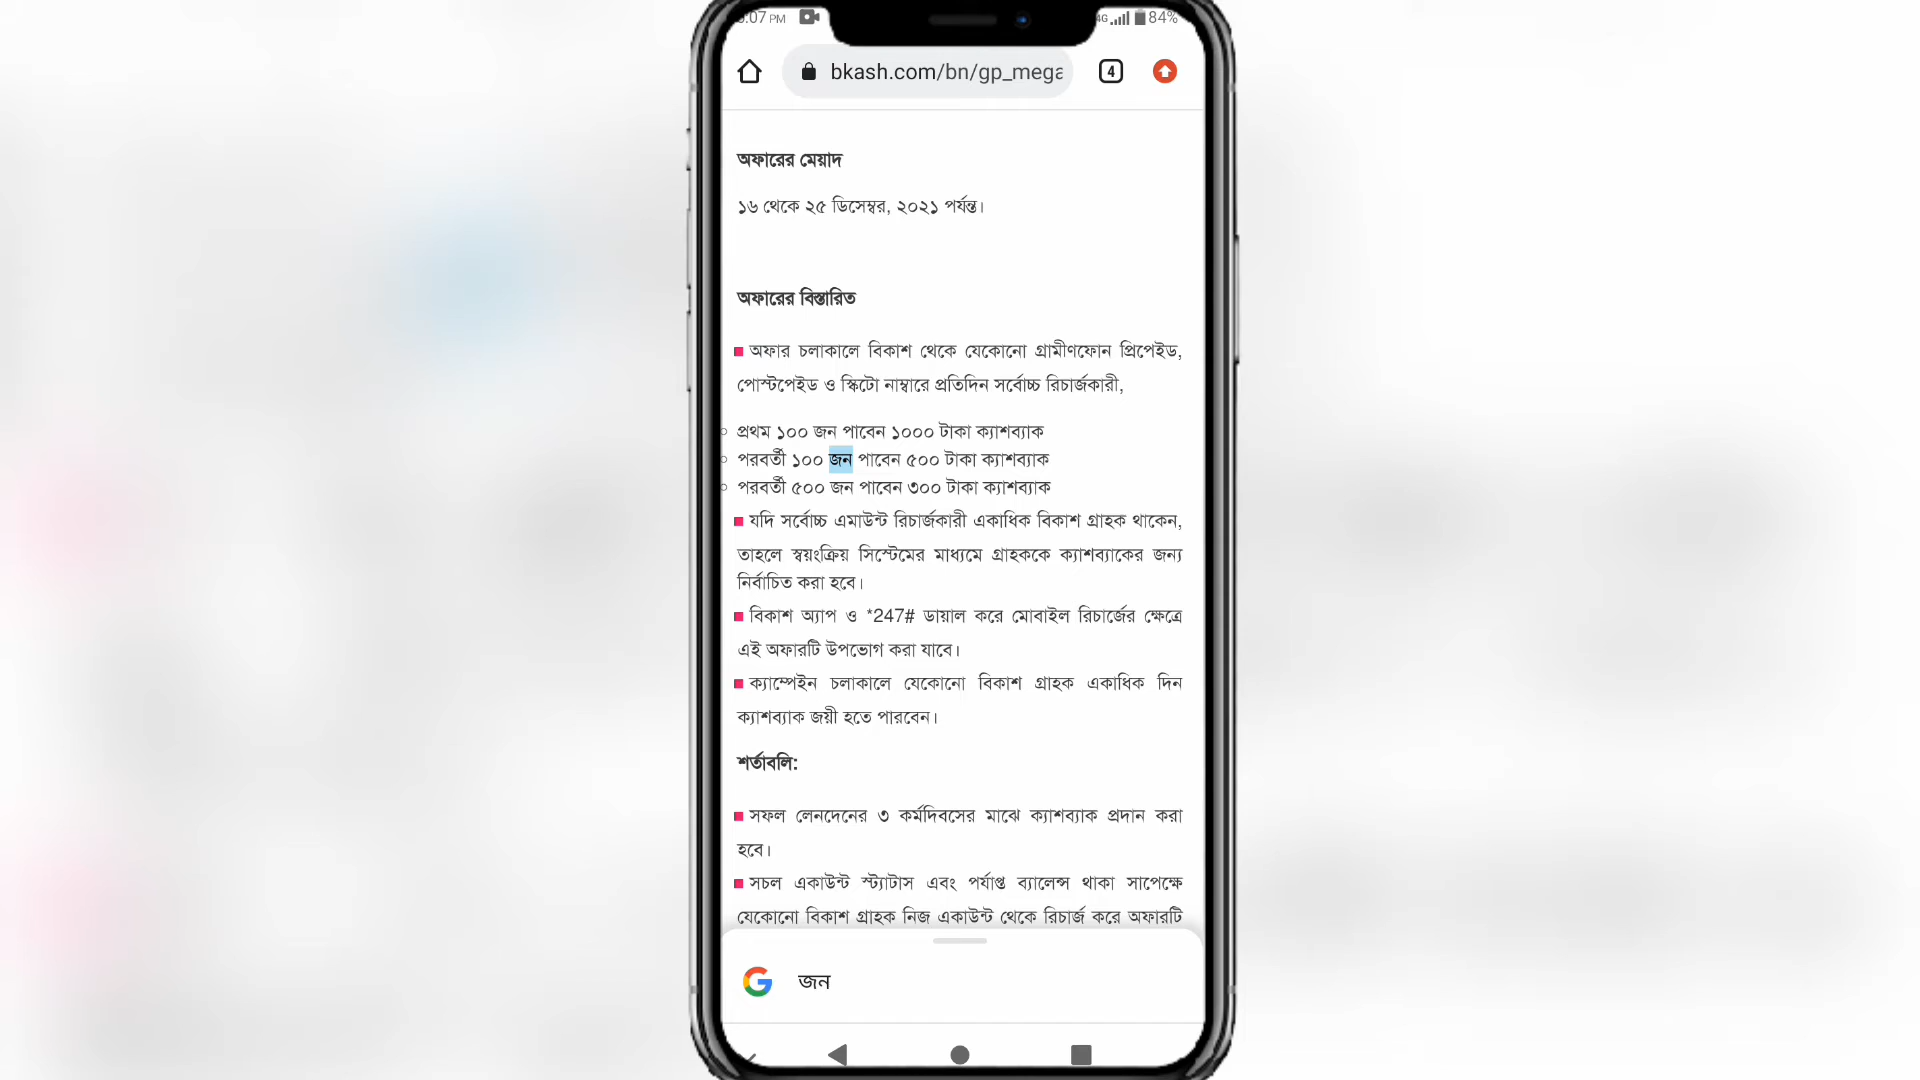 :07 PM
4G 84%
bkash.com/bn/gp_mega
4
অফারের মেয়াদ
১৬ থেকে ২৫ ডিসেম্বর, ২০২১ পর্যন্ত।
অফারের বিস্তারিত
অফার চলাকালে বিকাশ থেকে যেকোনো গ্রামীণফোন প্রিপেইড,
পোস্টপেইড ও স্কিটো নাম্বারে প্রতিদিন সর্বোচ্চ রিচার্জকারী,
প্রথম ১০০ জন পাবেন ১০০০ টাকা ক্যাশব্যাক
পরবর্তী ১০০ জন পাবেন ৫০০ টাকা ক্যাশব্যাক
পরবর্তী ৫০০ জন পাবেন ৩০০ টাকা ক্যাশব্যাক
যদি সর্বোচ্চ এমাউন্ট রিচার্জকারী একাধিক বিকাশ গ্রাহক থাকেন,
তাহলে স্বয়ংক্রিয় সিস্টেমের মাধ্যমে গ্রাহককে ক্যাশব্যাকের জন্য
নির্বাচিত করা হবে।
বিকাশ অ্যাপ ও *247# ডায়াল করে মোবাইল রিচার্জের ক্ষেত্রে
এই অফারটি উপভোগ করা যাবে।
ক্যাম্পেইন চলাকালে যেকোনো বিকাশ গ্রাহক একাধিক দিন
ক্যাশব্যাক জয়ী হতে পারবেন।
শর্তাবলি:
সফল লেনদেনের ৩ কর্মদিবসের মাঝে ক্যাশব্যাক প্রদান করা
হবে।
সচল একাউন্ট স্ট্যাটাস এবং পর্যাপ্ত ব্যালেন্স থাকা সাপেক্ষে
যেকোনো বিকাশ গ্রাহক নিজ একাউন্ট থেকে রিচার্জ করে অফারটি
জন